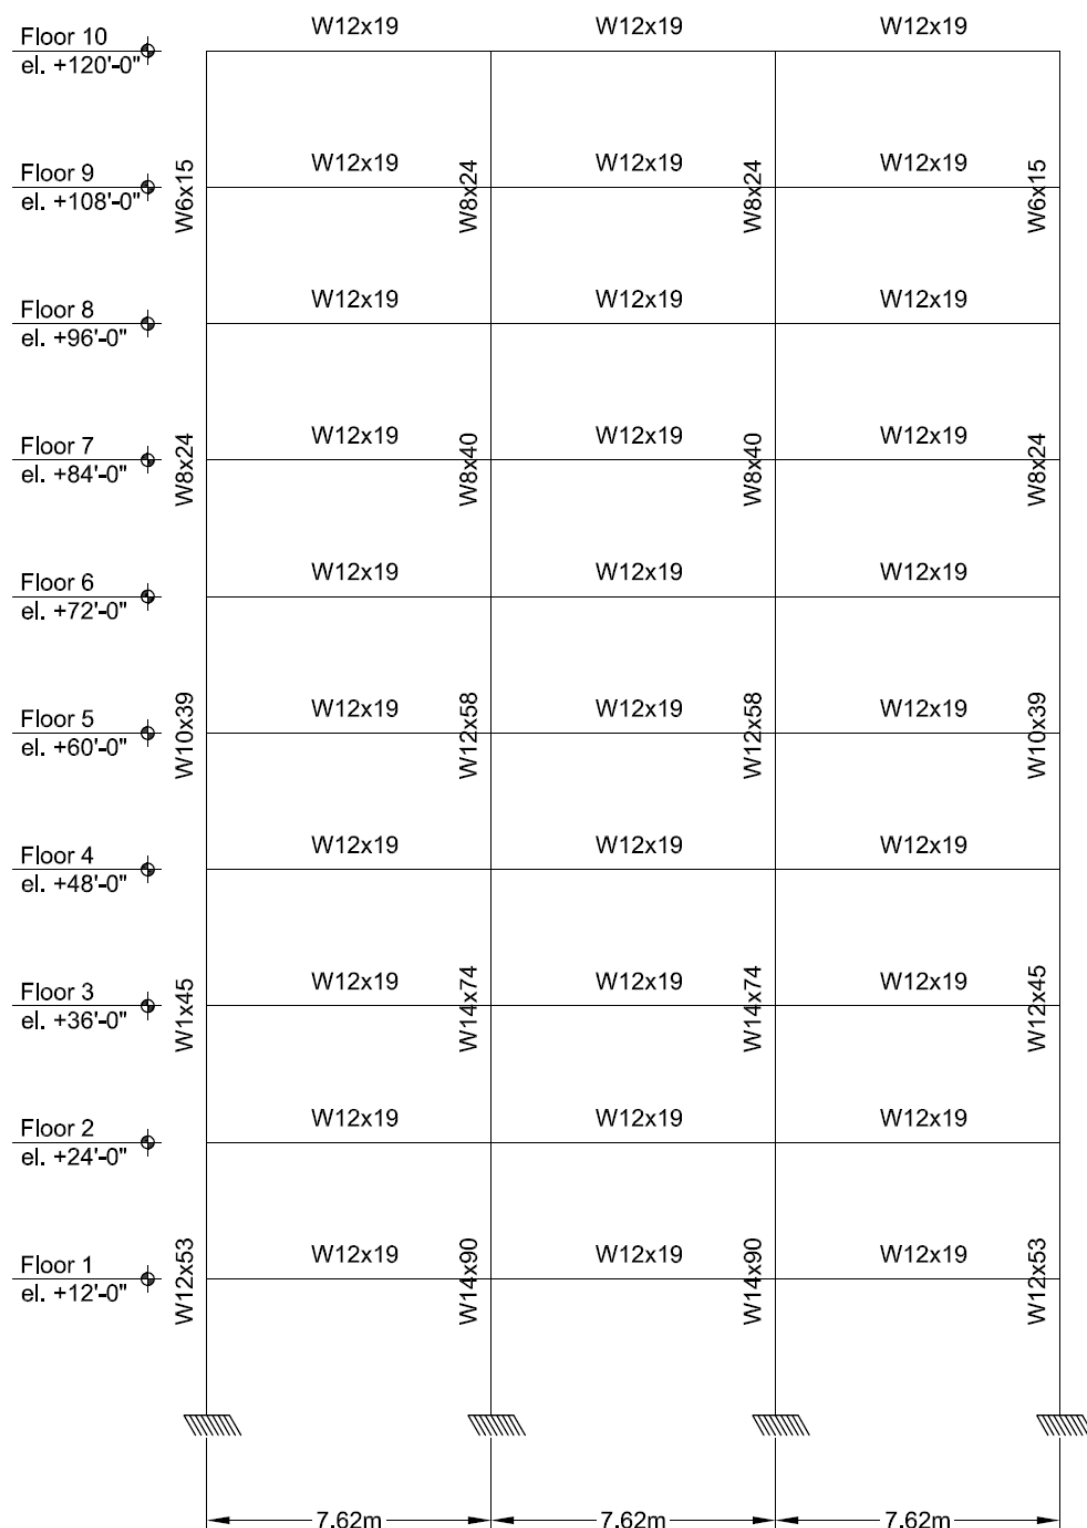 W12x19 W12x19 W12x19
Floor 10
el. +120'-0"
W12x19 W12x19 W12x19
Floor 9
el. +108'-0"
W6x15 W8x24 W8x24 W6x15
W12x19 W12x19 W12x19
Floor 8
el. +96'-0"
W12x19 W12x19 W12x19
Floor 7
el. +84'-0"
W8x24 W8x40 W8x40 W8x24
W12x19 W12x19 W12x19
Floor 6
el. +72'-0"
W12x19 W12x19 W12x19
Floor 5
el. +60'-0"
W10x39 W12x58 W12x58 W10x39
W12x19 W12x19 W12x19
Floor 4
el. +48'-0"
W12x19 W12x19 W12x19
Floor 3
el. +36'-0"
W1x45 W14x74 W14x74 W12x45
W12x19 W12x19 W12x19
Floor 2
el. +24'-0"
W12x19 W12x19 W12x19
Floor 1
el. +12'-0"
W12x53 W14x90 W14x90 W12x53
7.62m 7.62m 7.62m